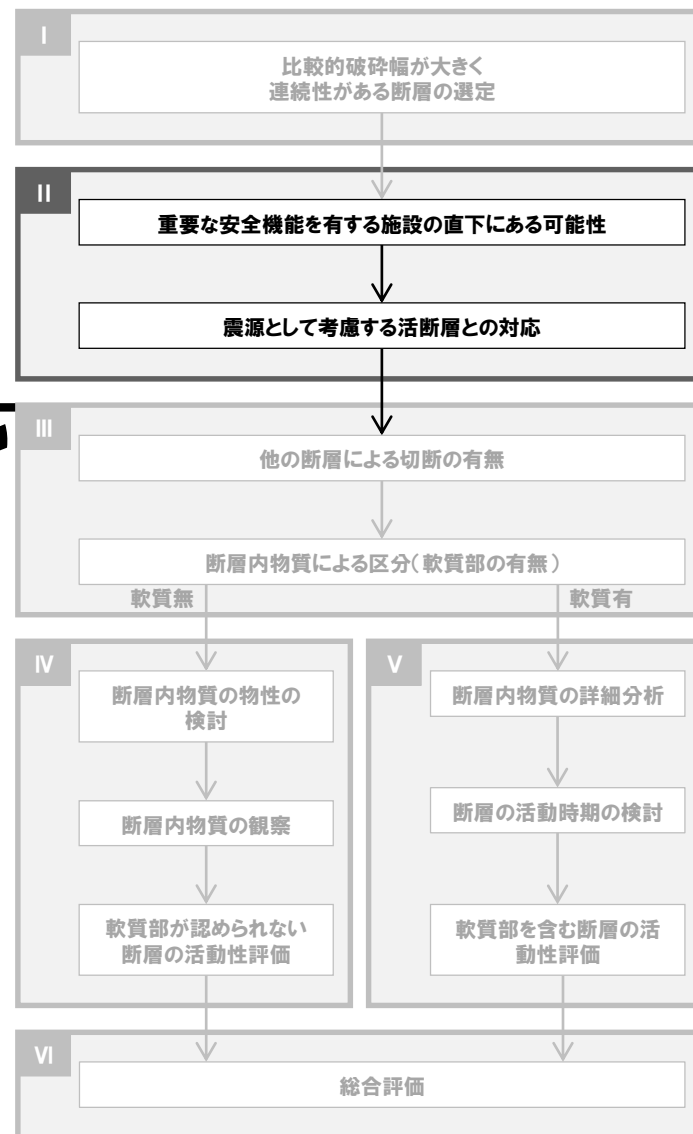 I
比較的破砕幅が大きく
連続性がある断層の選定
II
重要な安全機能を有する施設の直下にある可能性
震源として考慮する活断層との対応
III
他の断層による切断の有無
断層内物質による区分(軟質部の有無)
軟質無
軟質有
IV
断層内物質の物性の
検討
断層内物質の観察
軟質部が認められない
断層の活動性評価
V
断層内物質の詳細分析
断層の活動時期の検討
軟質部を含む断層の活
動性評価
VI
総合評価